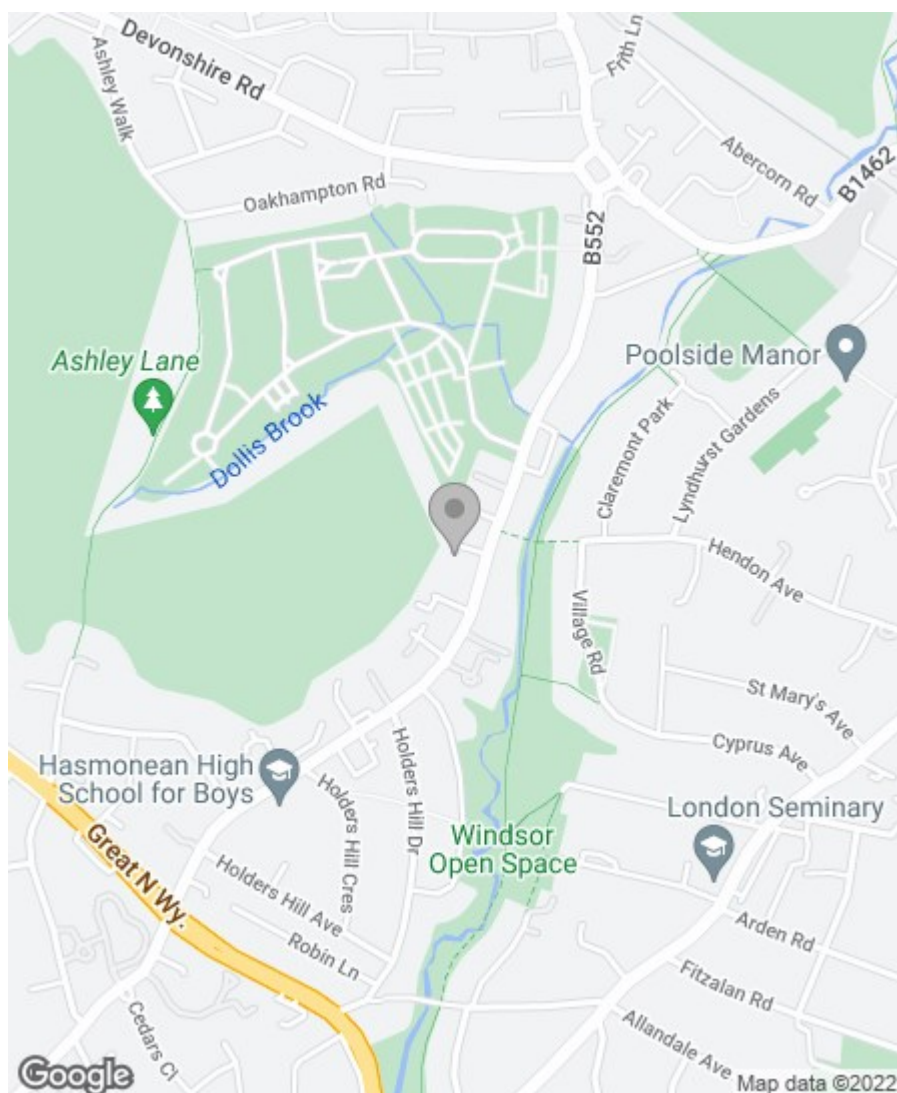 Devonshire Rd
Ashley Walk
Frith Ln
Abercorn Rd
B1462
Oakhampton Rd
B552
Ashley Lane
Poolside Manor
Dollis Brook
Claremont Park
Lyndhurst Gardens
Hendon Ave
Village Rd
St Mary's Ave
Cyprus Ave
Hasmonean High
School for Boys
Holders Hill Dr
Holders Hill Cres
London Seminary
Windsor
Open Space
Great N Wy.
Holders Hill Ave
Robin Ln
Arden Rd
Fitzalan Rd
Cedars Cl
Allandale Ave
Google
Map data ©2022